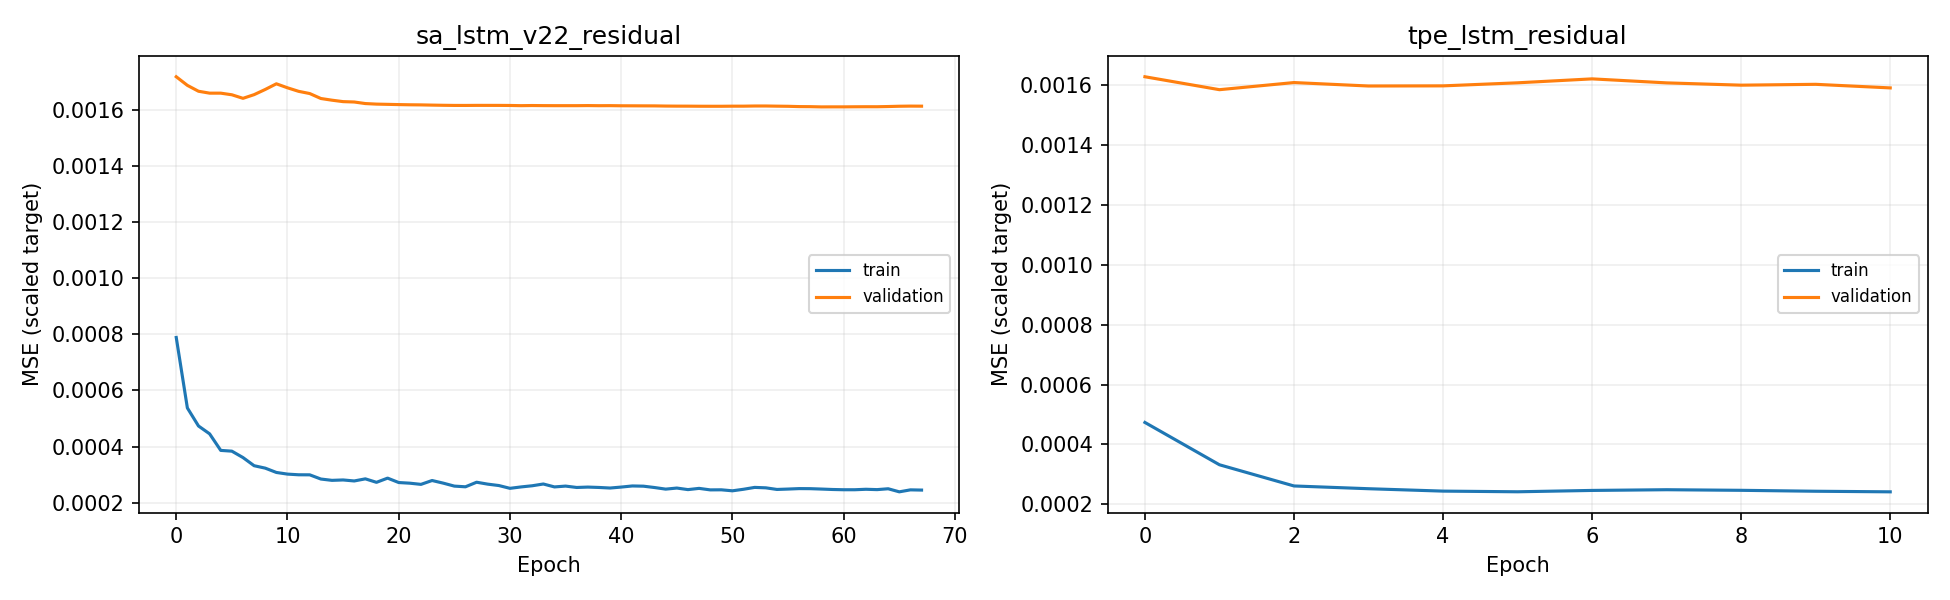 sa_lstm_v22_residual
MSE (scaled target)
0.0016
0.0014
0.0012
0.0010
0.0008
0.0006
0.0004
0.0002
train
validation
0 10 20 30 40 50 60 70
Epoch
tpe_lstm_residual
MSE (scaled target)
0.0016
0.0014
0.0012
0.0010
0.0008
0.0006
0.0004
0.0002
train
validation
0 2 4 6 8 10
Epoch